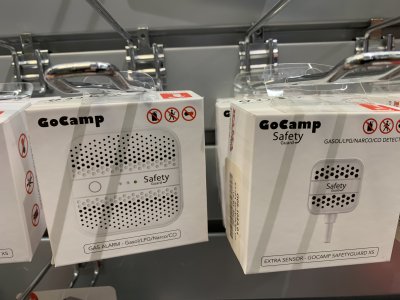 GoCamp
Safety
GAS ALARM - Gasol/LPG/Narco/CO
GoCamp
Safety
Guard
GASOL/LPG/NARCO/CO DETECT
Safety
EXTRA SENSOR - GOCAMP SAFETYGUARD XS
XS